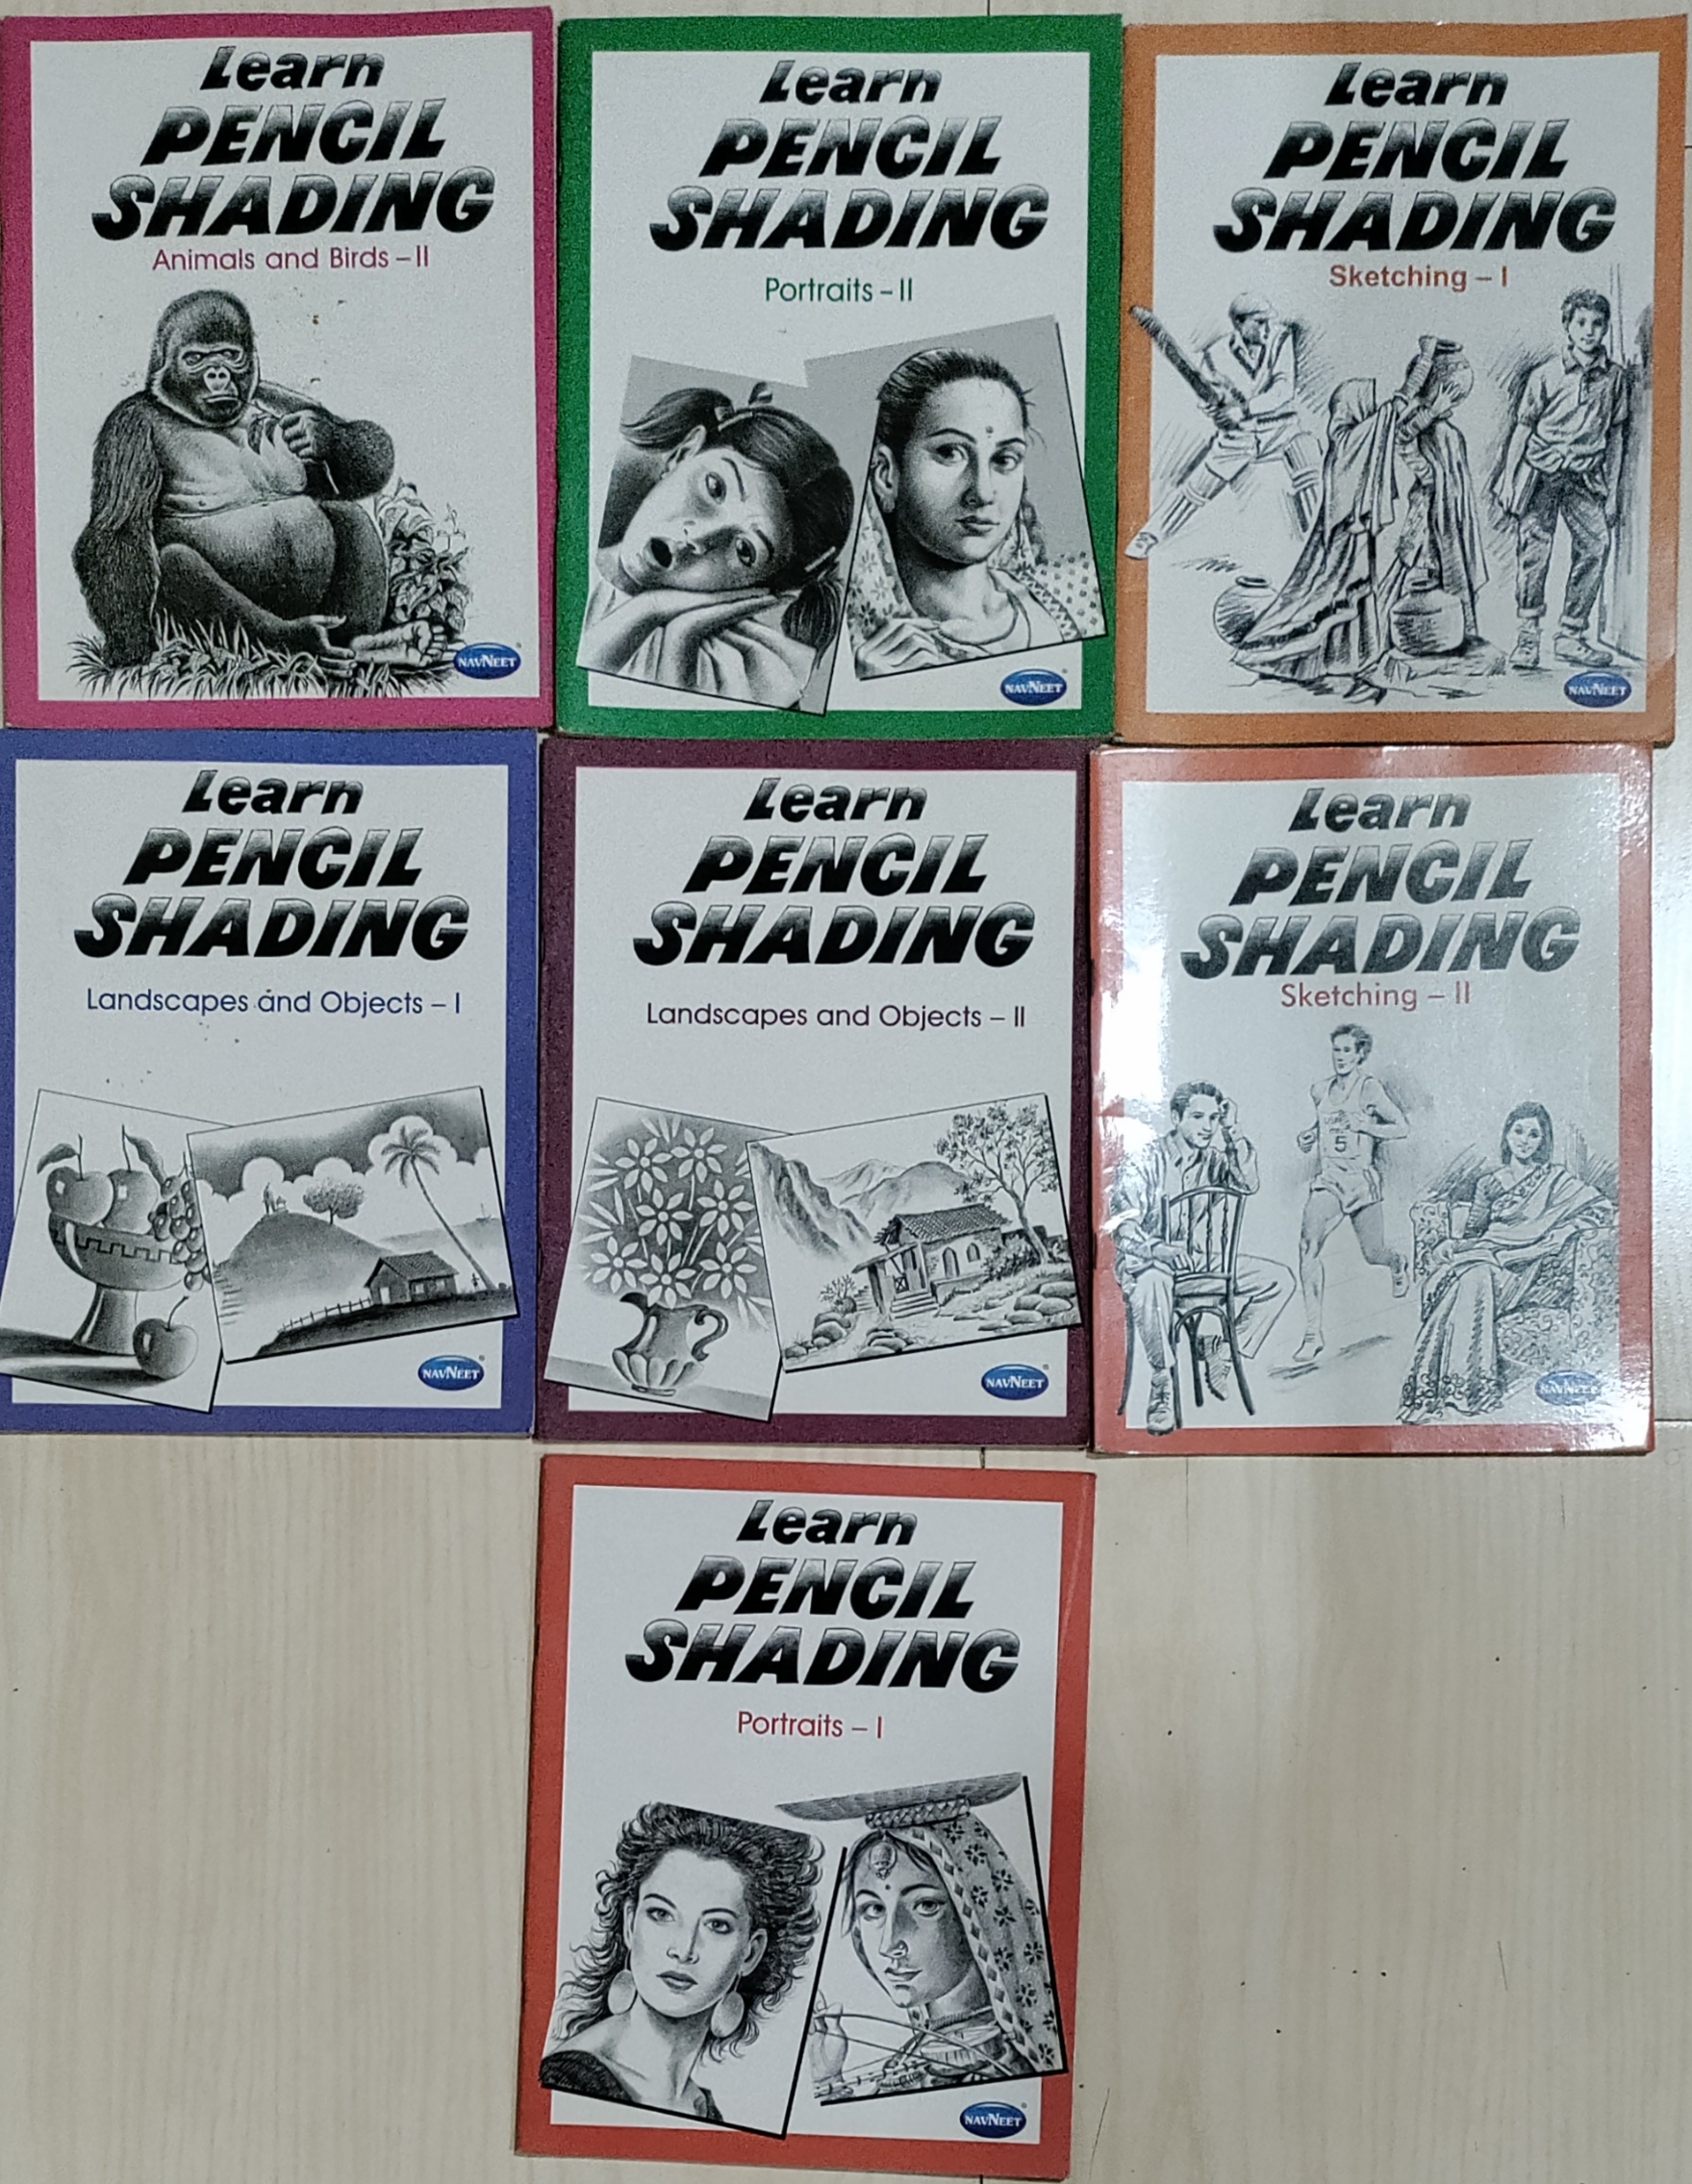 Learn
PENCIL
SHADING
Animals and Birds – II
NAVNEET
Learn
PENCIL
SHADING
Portraits – II
NAVNEET
Learn
PENCIL
SHADING
Sketching – I
NAVNEET
Learn
PENCIL
SHADING
Landscapes and Objects – I
NAVNEET
Learn
PENCIL
SHADING
Landscapes and Objects – II
NAVNEET
Learn
PENCIL
SHADING
Sketching – II
5
NAVNEET
Learn
PENCIL
SHADING
Portraits – I
NAVNEET